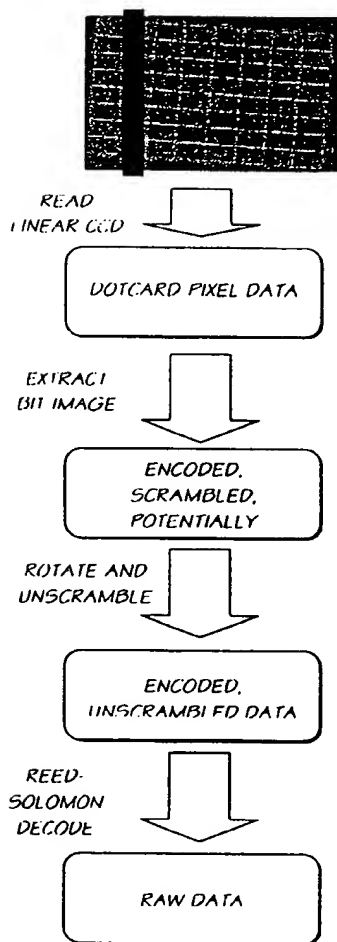 READ
LINEAR CCD
DOTCARD PIXEL DATA
EXTRACT
BIT IMAGE
ENCODED,
SCRAMBLED,
POTENTIALLY
ROTATE AND
UNSCRAMBLE
ENCODED,
UNSCRAMBLED DATA
REED-
SOLOMON
DECODE
RAW DATA